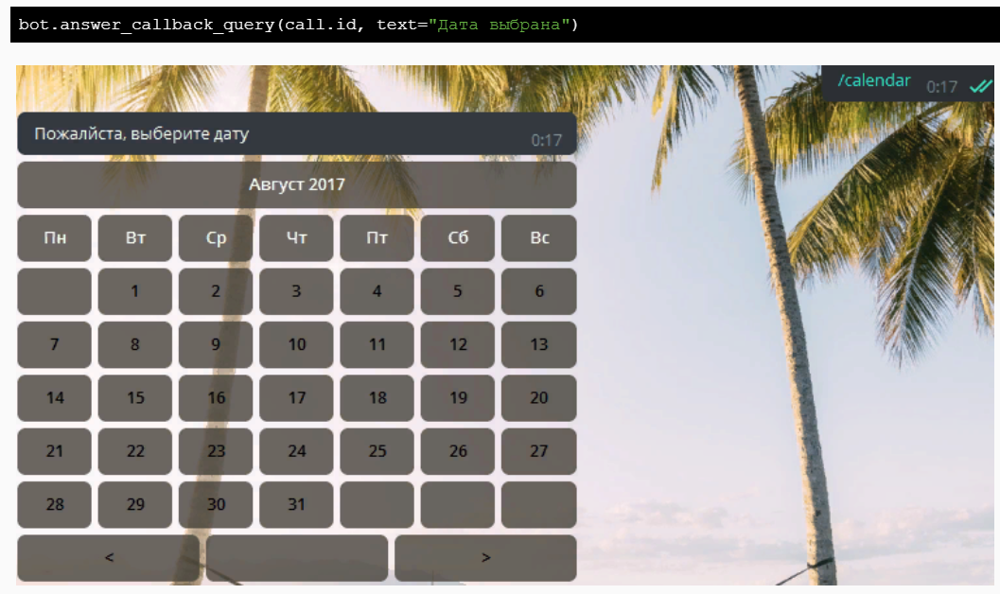 bot.answer_callback_query(call.id, text="Дата выбрана")
/calendar 0:17
Пожалйста, выберите дату 0:17
Август 2017
Пн Вт Ср Чт Пт Сб Вс
1 2 3 4 5 6
7 8 9 10 11 12 13
14 15 16 17 18 19 20
21 22 23 24 25 26 27
28 29 30 31
< >